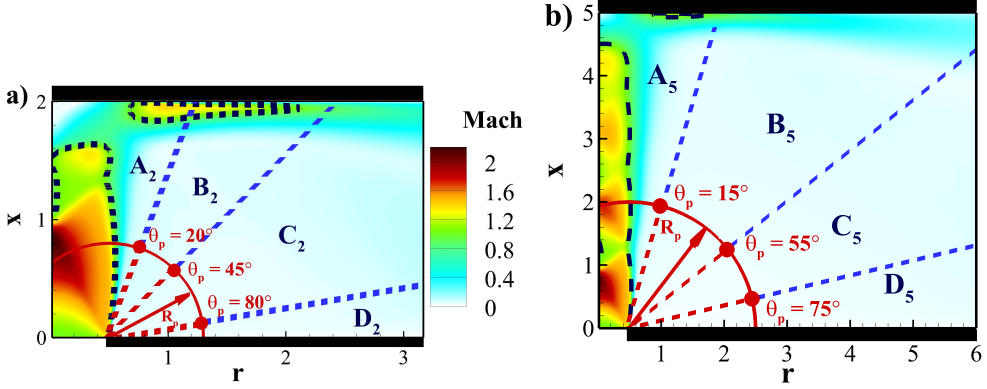 a)
x
2
1
0
1
2
3
r
A₂
B₂
C₂
D₂
θₚ = 20°
θₚ = 45°
θₚ = 80°
Rₚ
Mach
2
1.6
1.2
0.8
0.4
0
b)
x
5
4
3
2
1
0
1
2
3
4
5
6
r
A₅
B₅
C₅
D₅
θₚ = 15°
θₚ = 55°
θₚ = 75°
Rₚ